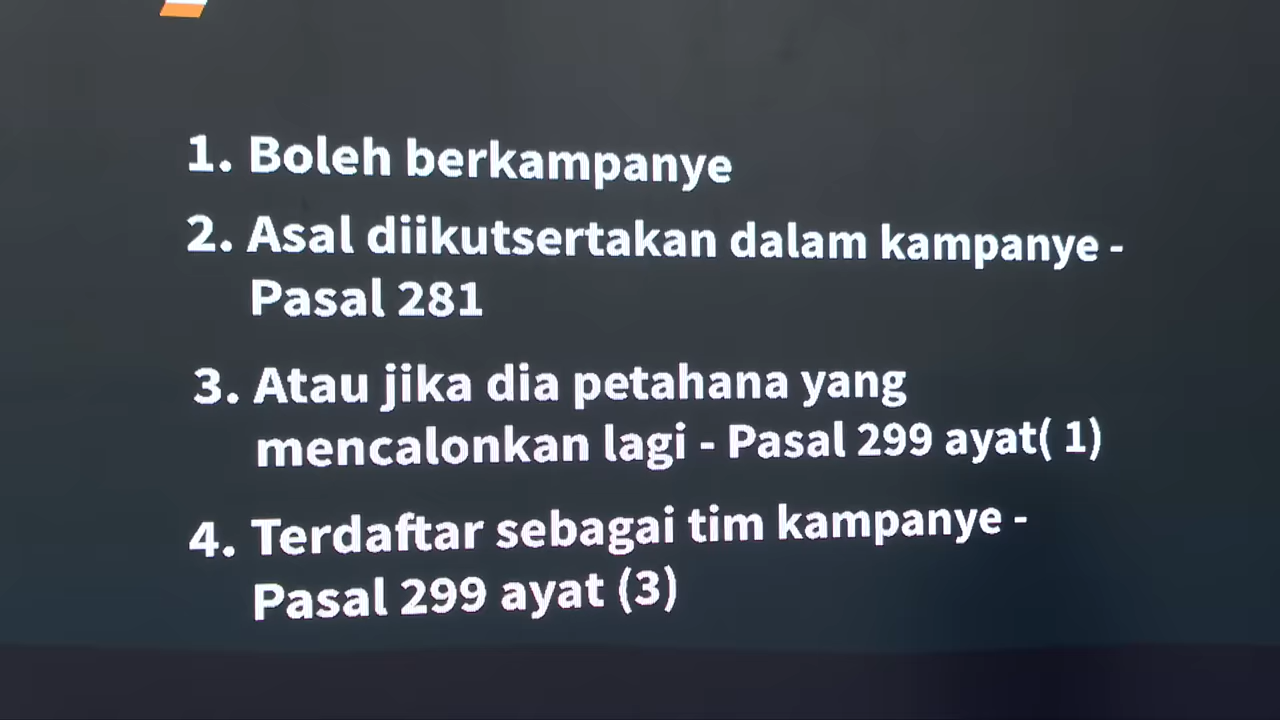 1. Boleh berkampanye
2. Asal diikutsertakan dalam kampanye -
Pasal 281
3. Atau jika dia petahana yang
mencalonkan lagi - Pasal 299 ayat( 1)
4. Terdaftar sebagai tim kampanye -
Pasal 299 ayat (3)